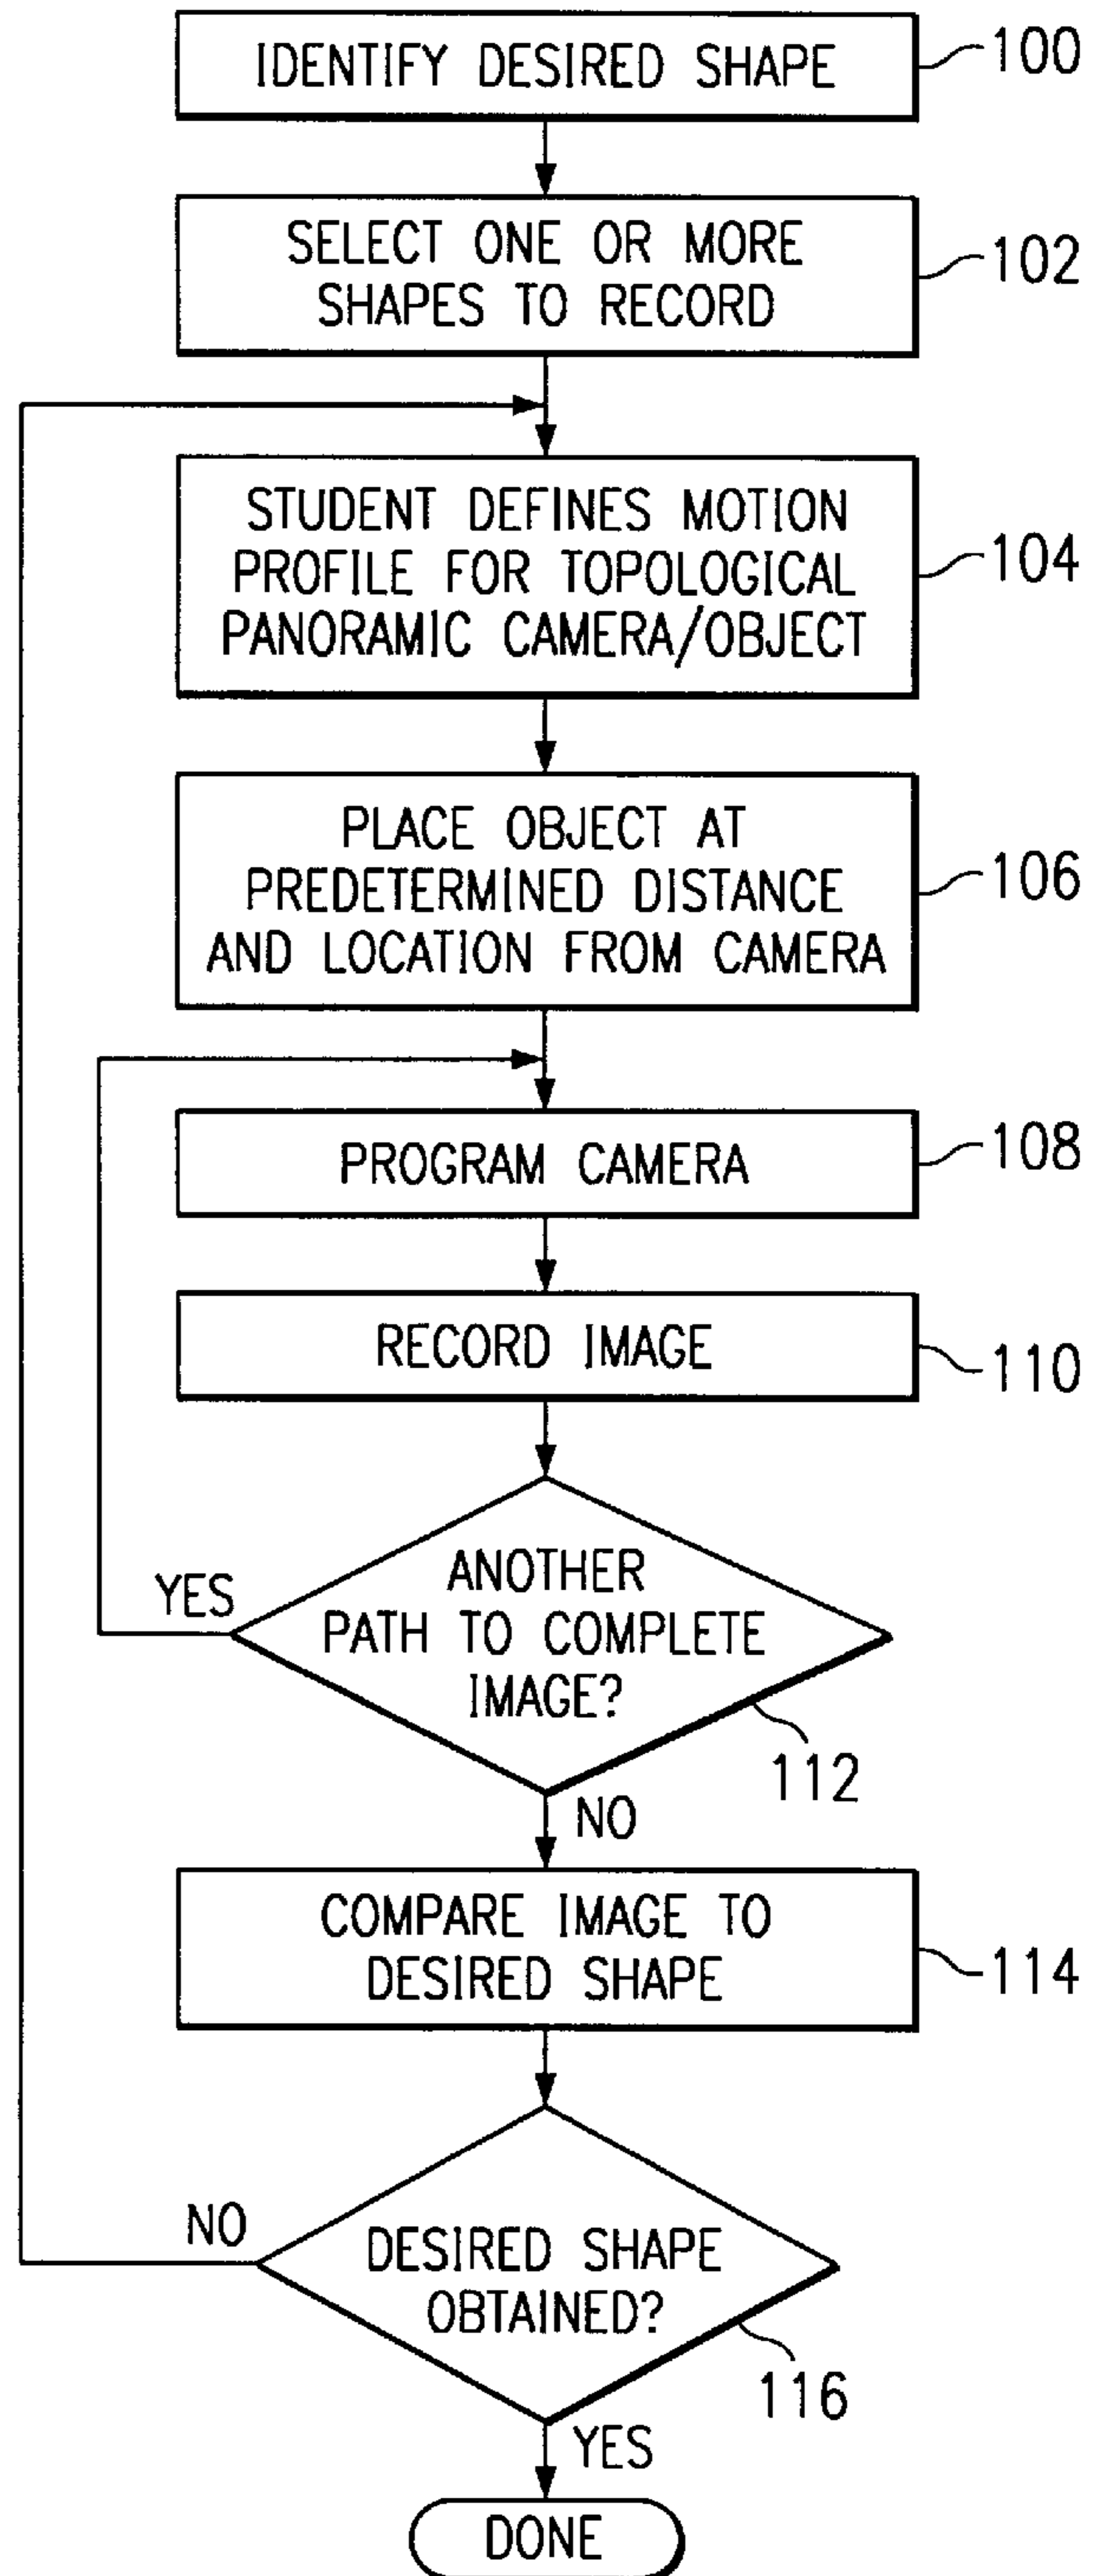 IDENTIFY DESIRED SHAPE
100
SELECT ONE OR MORE
SHAPES TO RECORD
102
STUDENT DEFINES MOTION
PROFILE FOR TOPOLOGICAL
PANORAMIC CAMERA/OBJECT
104
PLACE OBJECT AT
PREDETERMINED DISTANCE
AND LOCATION FROM CAMERA
106
PROGRAM CAMERA
108
RECORD IMAGE
110
ANOTHER
PATH TO COMPLETE
IMAGE?
YES
112
NO
COMPARE IMAGE TO
DESIRED SHAPE
114
NO
DESIRED SHAPE
OBTAINED?
116
YES
DONE